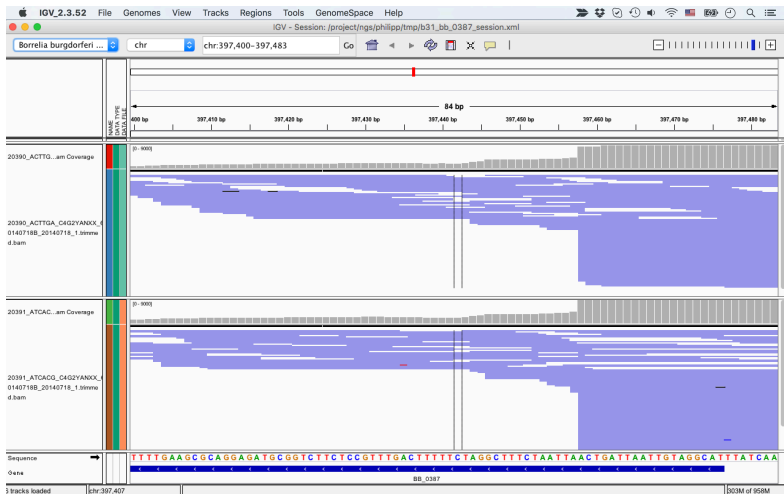 IGV_2.3.52 File Genomes View Tracks Regions Tools GenomeSpace Help
IGV - Session: /project/ngs/philipp/tmp/b31_bb_0387_session.xml
Borrelia burgdorferi ... chr chr:397,400-397,483 Go
84 bp
400 bp 397,410 bp 397,420 bp 397,430 bp 397,440 bp 397,450 bp 397,460 bp 397,470 bp 397,480 bp
NAME
DATA TYPE
DATA FILE
20390_ACTTG...am Coverage
[0 - 9000]
20390_ACTTGA_C4G2YANXX_6
0140718B_20140718_1.trimme
d.bam
20391_ATCAC...am Coverage
[0 - 9000]
20391_ATCACG_C4G2YANXX_6
0140718B_20140718_1.trimme
d.bam
Sequence T T T T G A A G C G C A G G A G A T G C G G T C T T C T C C G T T T G A C T T T T T C T A G G C T T T C T A A T T A A C T G A T T A A T T G T A G G C A T T T A T C A A
Gene
BB_0387
tracks loaded chr:397,407 303M of 958M